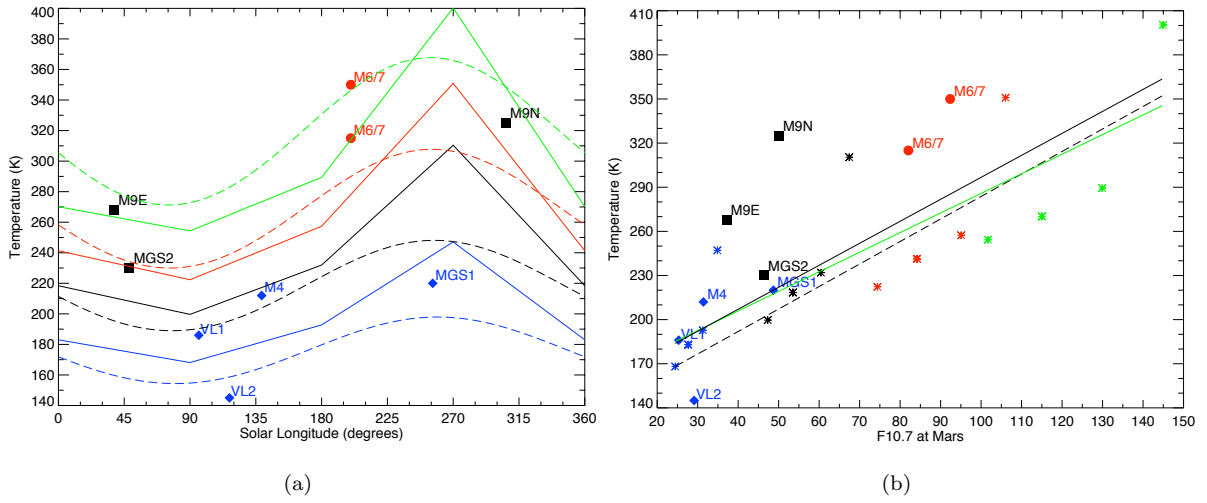 400
380
360
340
320
300
280
260
240
220
200
180
160
140
Temperature (K)
0
45
90
135
180
225
270
315
360
Solar Longitude (degrees)
M6/7
M9N
M6/7
M9E
MGS2
M4
MGS1
VL1
VL2
(a)
410
380
350
320
290
260
230
200
170
140
Temperature (K)
20
30
40
50
60
70
80
90
100
110
120
130
140
150
F10.7 at Mars
M6/7
M9N
M6/7
M9E
MGS2
MGS1
M4
VL1
VL2
(b)